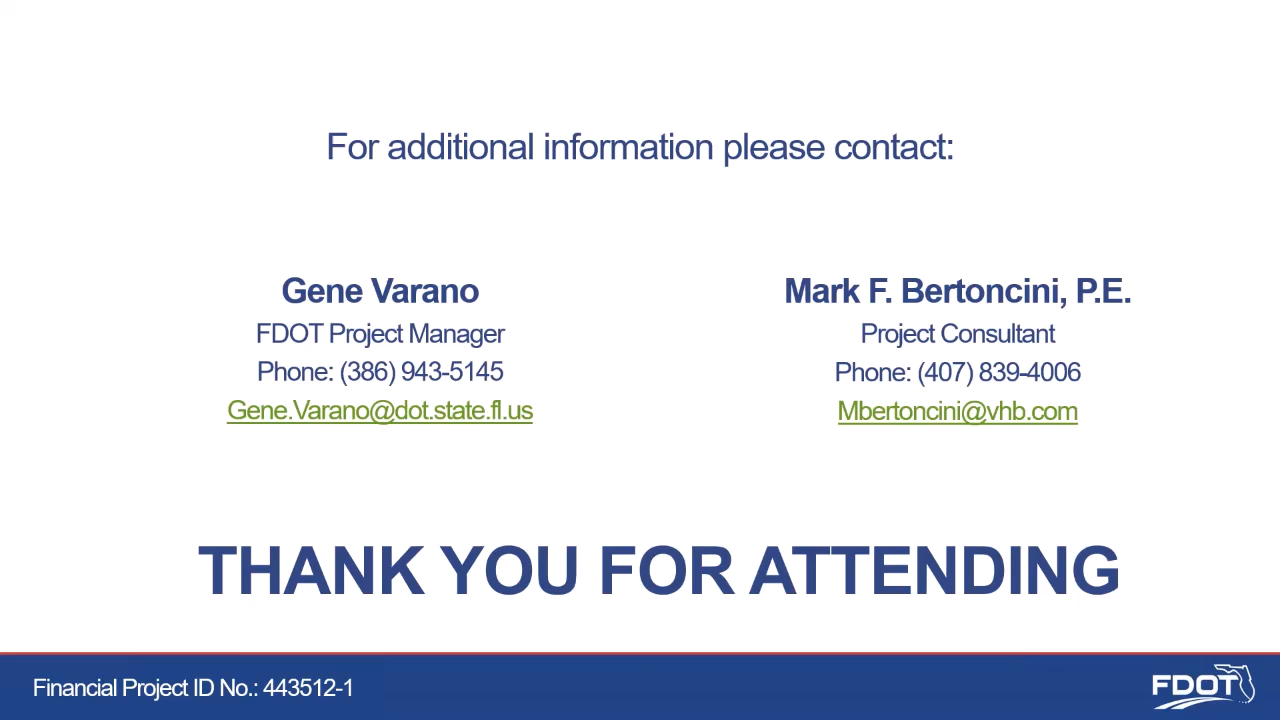 For additional information please contact:
Gene Varano
FDOT Project Manager
Phone: (386) 943-5145
Gene.Varano@dot.state.fl.us
Mark F. Bertoncini, P.E.
Project Consultant
Phone: (407) 839-4006
Mbertoncini@vhb.com
THANK YOU FOR ATTENDING
Financial Project ID No.: 443512-1
FDOT